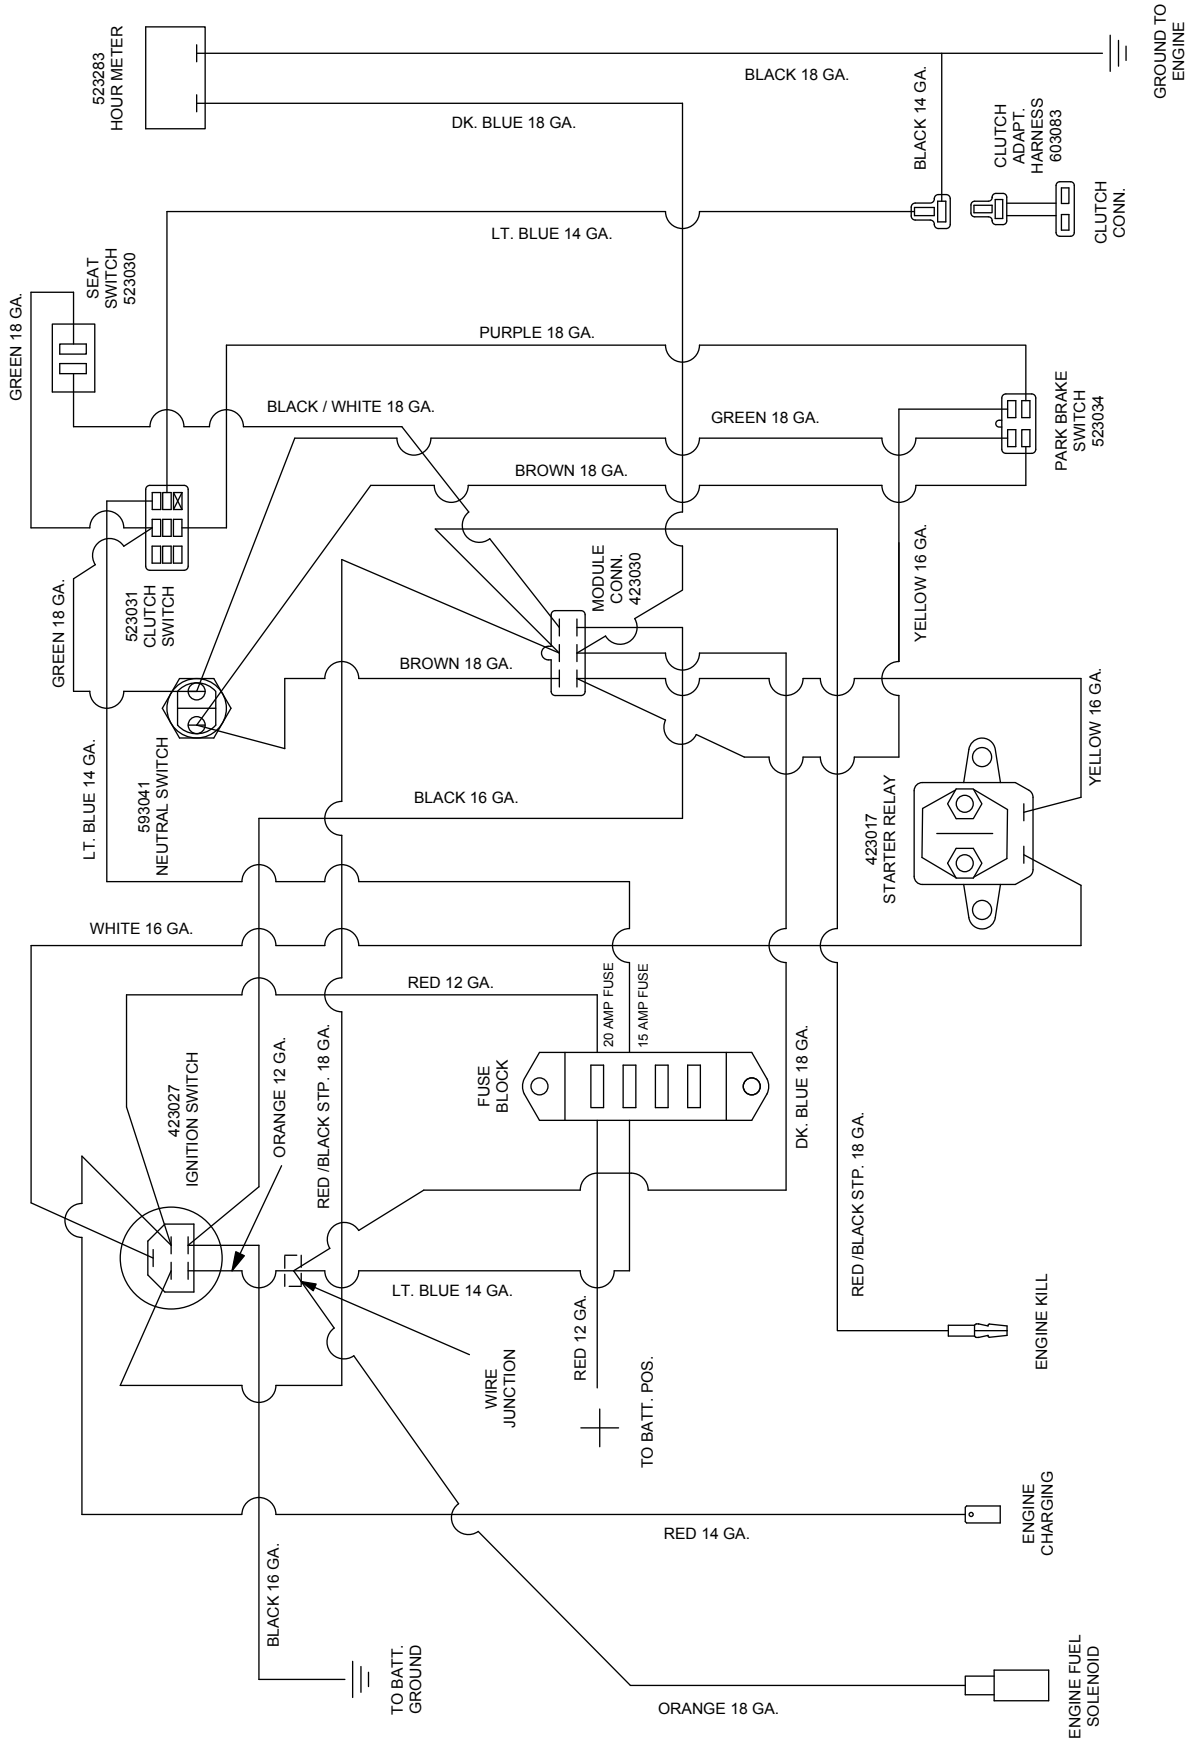 523283
HOUR METER
BLACK 18 GA.
GROUND TO
ENGINE
DK. BLUE 18 GA.
BLACK 14 GA.
CLUTCH
ADAPT.
HARNESS
603083
CLUTCH
CONN.
LT. BLUE 14 GA.
SEAT
SWITCH
523030
GREEN 18 GA.
PURPLE 18 GA.
BLACK / WHITE 18 GA.
GREEN 18 GA.
PARK BRAKE
SWITCH
523034
BROWN 18 GA.
523031
CLUTCH
SWITCH
GREEN 18 GA.
MODULE
CONN.
423030
YELLOW 16 GA.
BROWN 18 GA.
593041
NEUTRAL SWITCH
LT. BLUE 14 GA.
BLACK 16 GA.
423017
STARTER RELAY
YELLOW 16 GA.
WHITE 16 GA.
RED 12 GA.
20 AMP FUSE
15 AMP FUSE
423027
IGNITION SWITCH
ORANGE 12 GA.
RED /BLACK STP. 18 GA.
FUSE
BLOCK
DK. BLUE 18 GA.
RED /BLACK STP. 18 GA.
LT. BLUE 14 GA.
WIRE
JUNCTION
RED 12 GA.
TO BATT. POS.
ENGINE KILL
ENGINE
CHARGING
RED 14 GA.
BLACK 16 GA.
TO BATT.
GROUND
ORANGE 18 GA.
ENGINE FUEL
SOLENOID